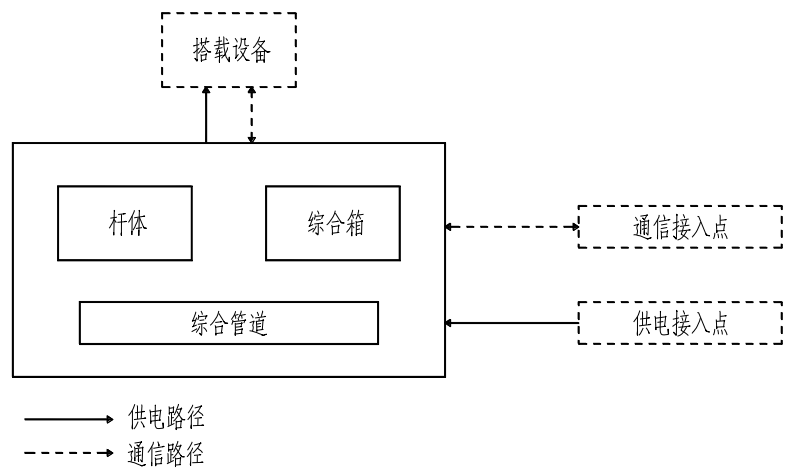 搭载设备
杆体
综合箱
通信接入点
综合管道
供电接入点
供电路径
通信路径